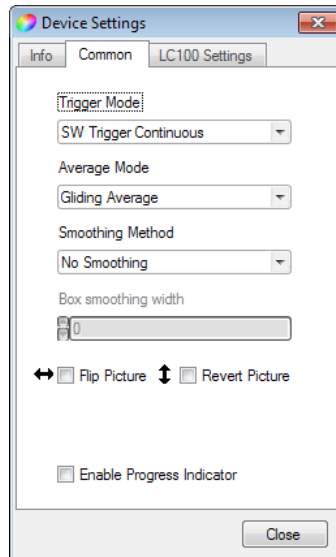 Device Settings
Info Common LC100 Settings
Trigger Mode
SW Trigger Continuous
Average Mode
Gliding Average
Smoothing Method
No Smoothing
Box smoothing width
0
Flip Picture Revert Picture
Enable Progress Indicator
Close